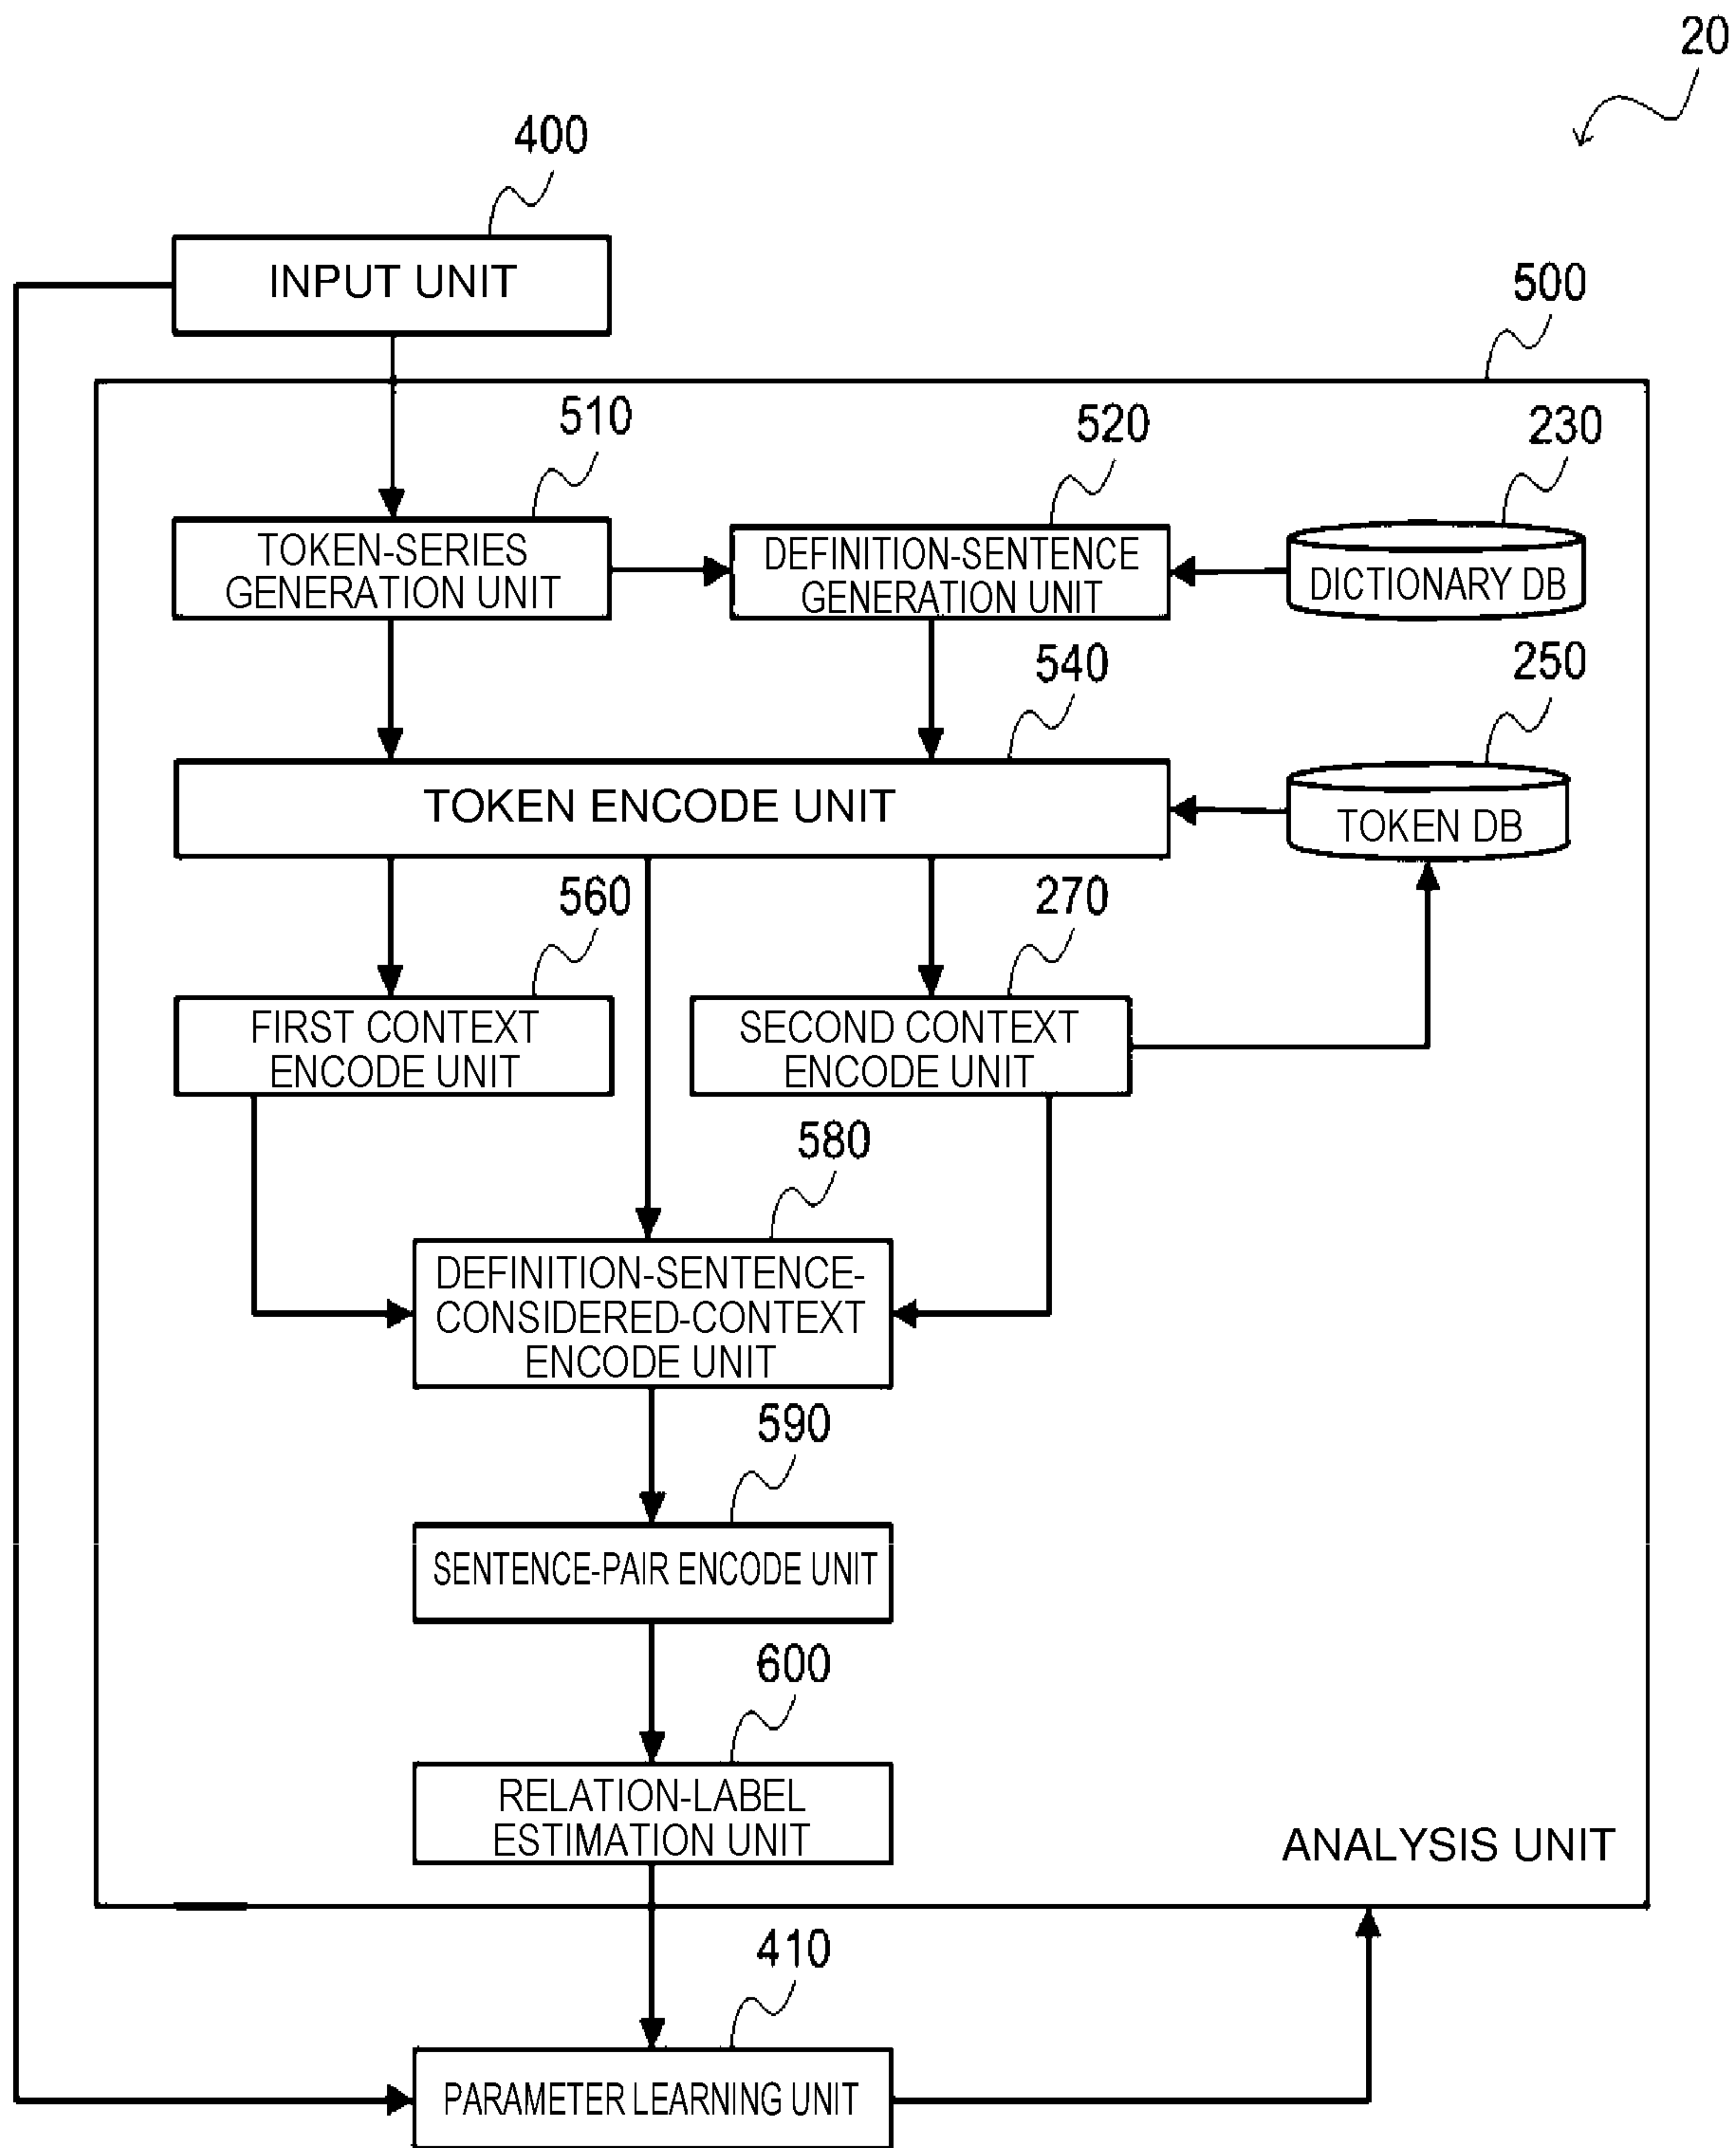 20
400
INPUT UNIT
500
510
520
230
TOKEN-SERIES
GENERATION UNIT
DEFINITION-SENTENCE
GENERATION UNIT
DICTIONARY DB
540
250
TOKEN ENCODE UNIT
TOKEN DB
560
270
FIRST CONTEXT
ENCODE UNIT
SECOND CONTEXT
ENCODE UNIT
580
DEFINITION-SENTENCE-
CONSIDERED-CONTEXT
ENCODE UNIT
590
SENTENCE-PAIR ENCODE UNIT
600
RELATION-LABEL
ESTIMATION UNIT
ANALYSIS UNIT
410
PARAMETER LEARNING UNIT